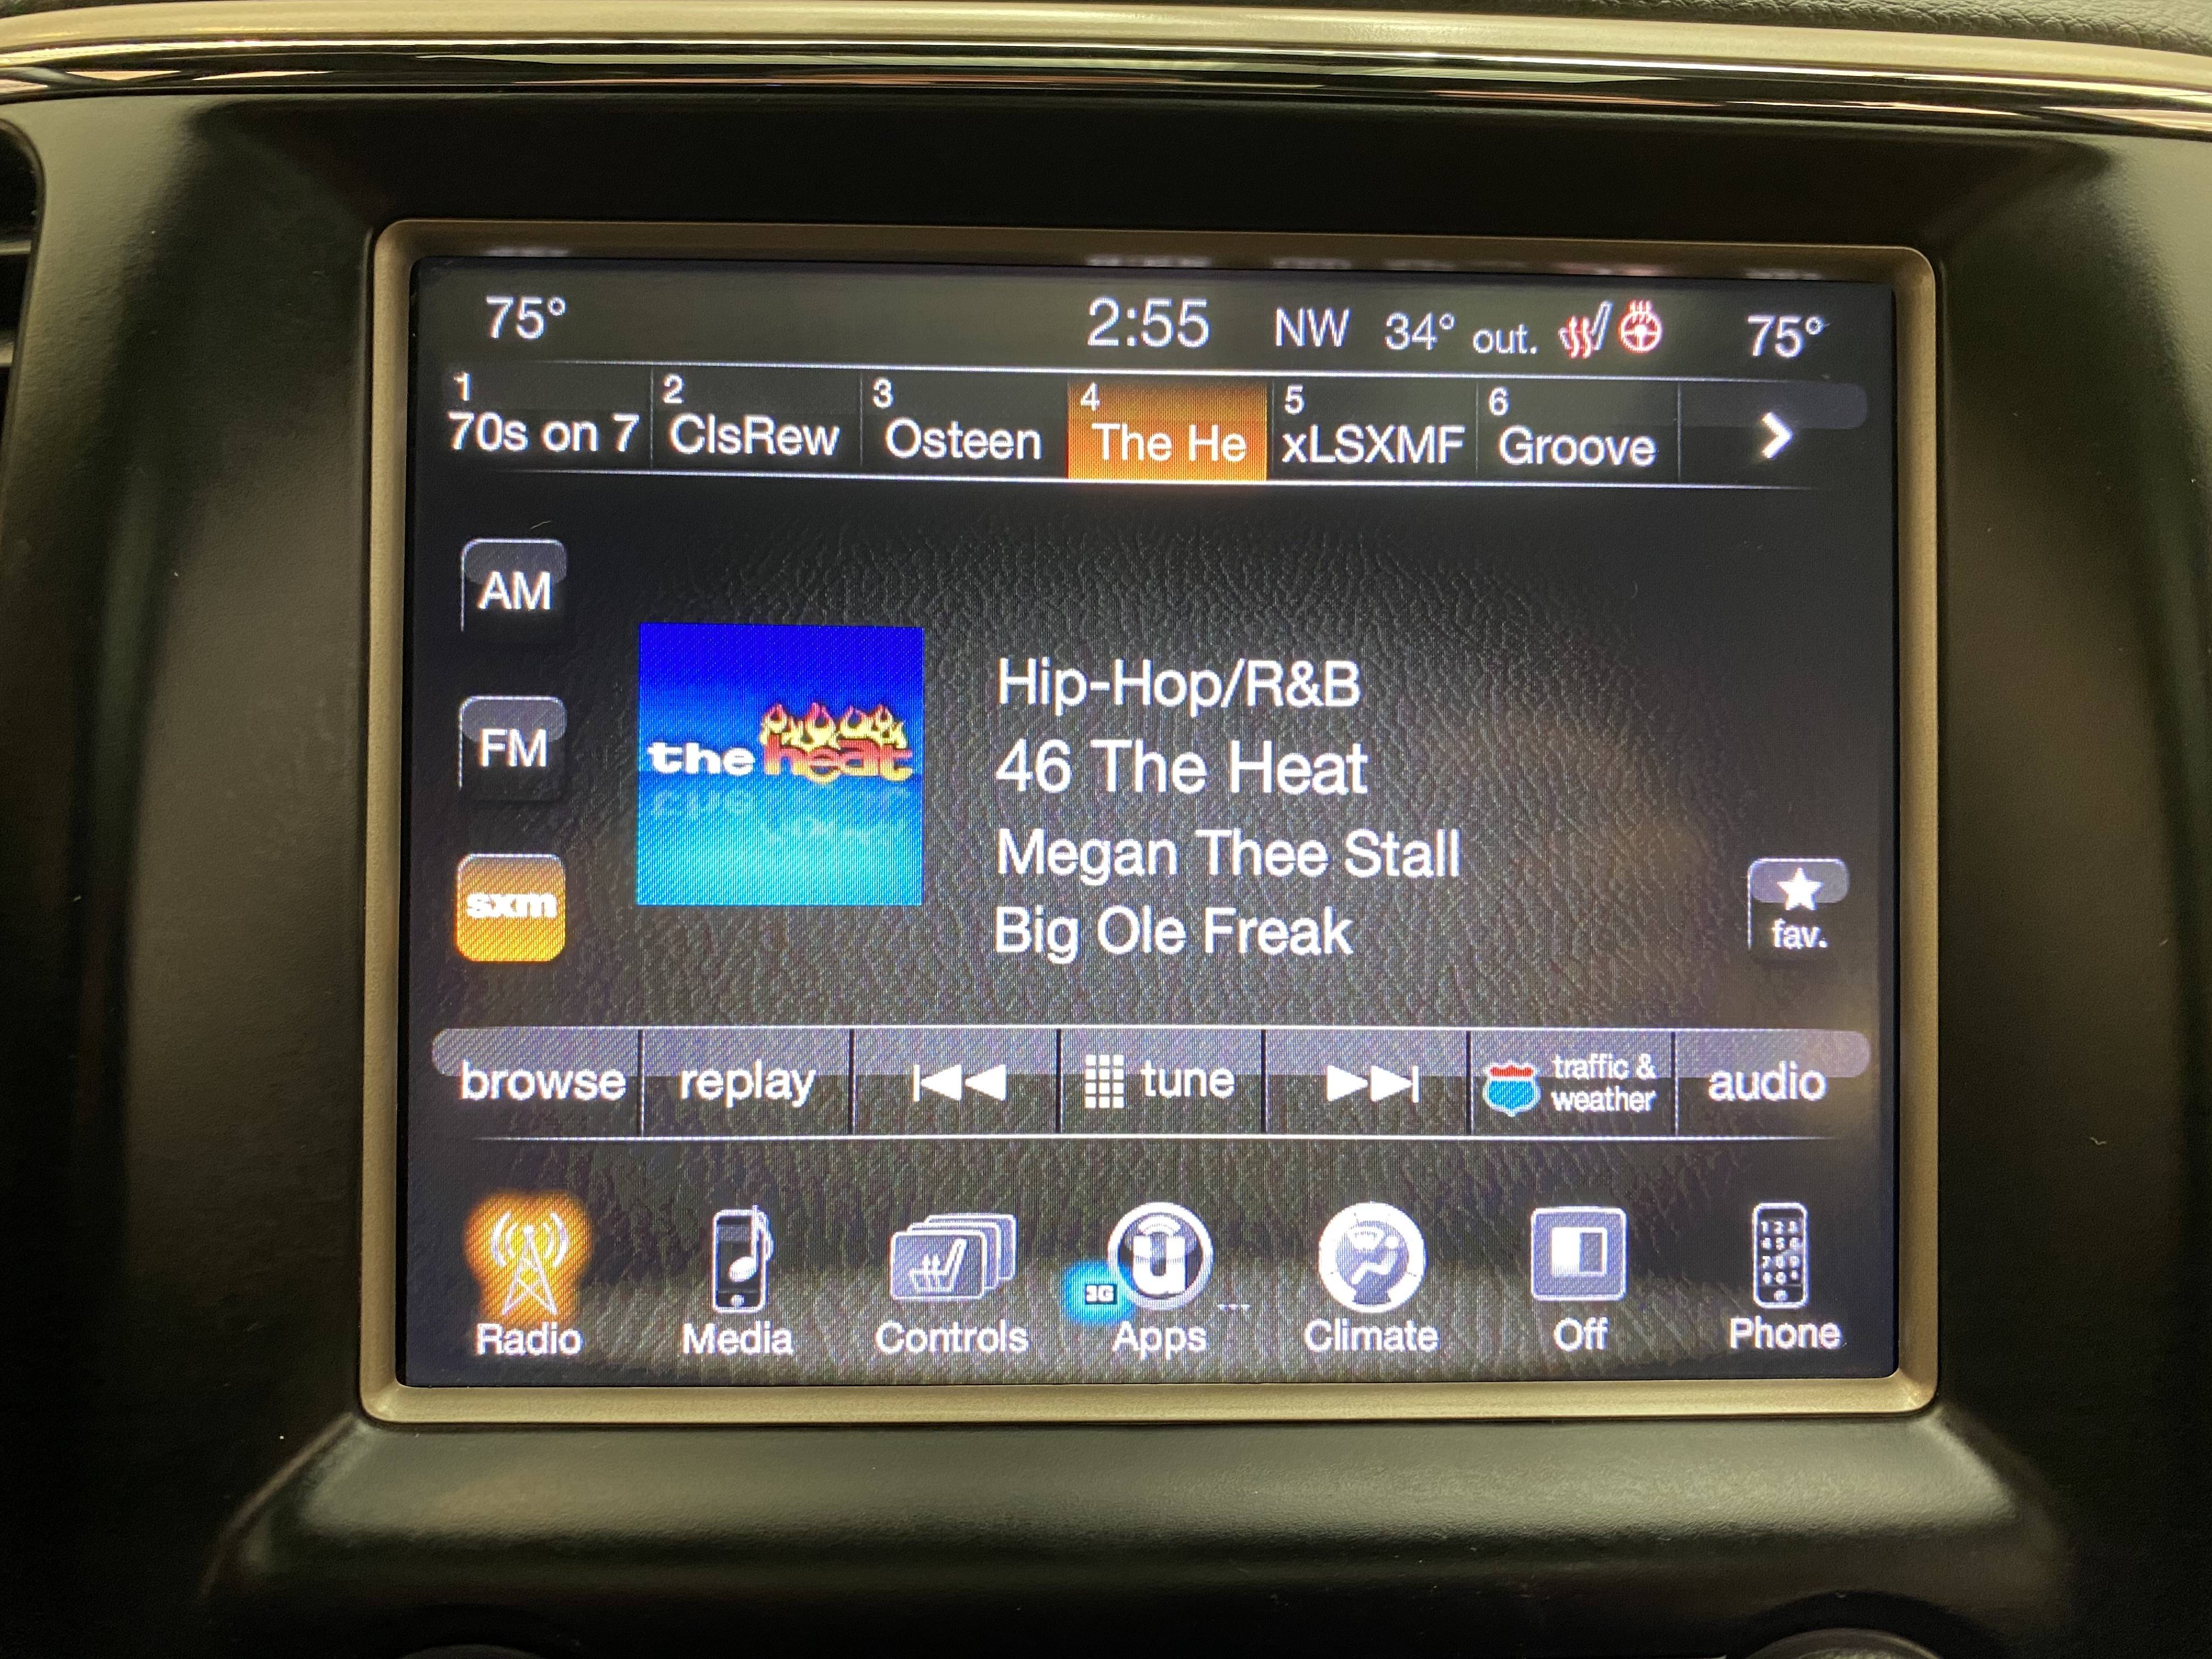 75° 2:55 NW 34° out. 75°
1 2 3 4 5 6
70s on 7 ClsRew Osteen The He xLSXMF Groove
AM
FM
sxm
the heat
Hip-Hop/R&B
46 The Heat
Megan Thee Stall
Big Ole Freak
fav.
browse replay tune traffic & weather audio
3G
u
Radio Media Controls Apps Climate Off Phone